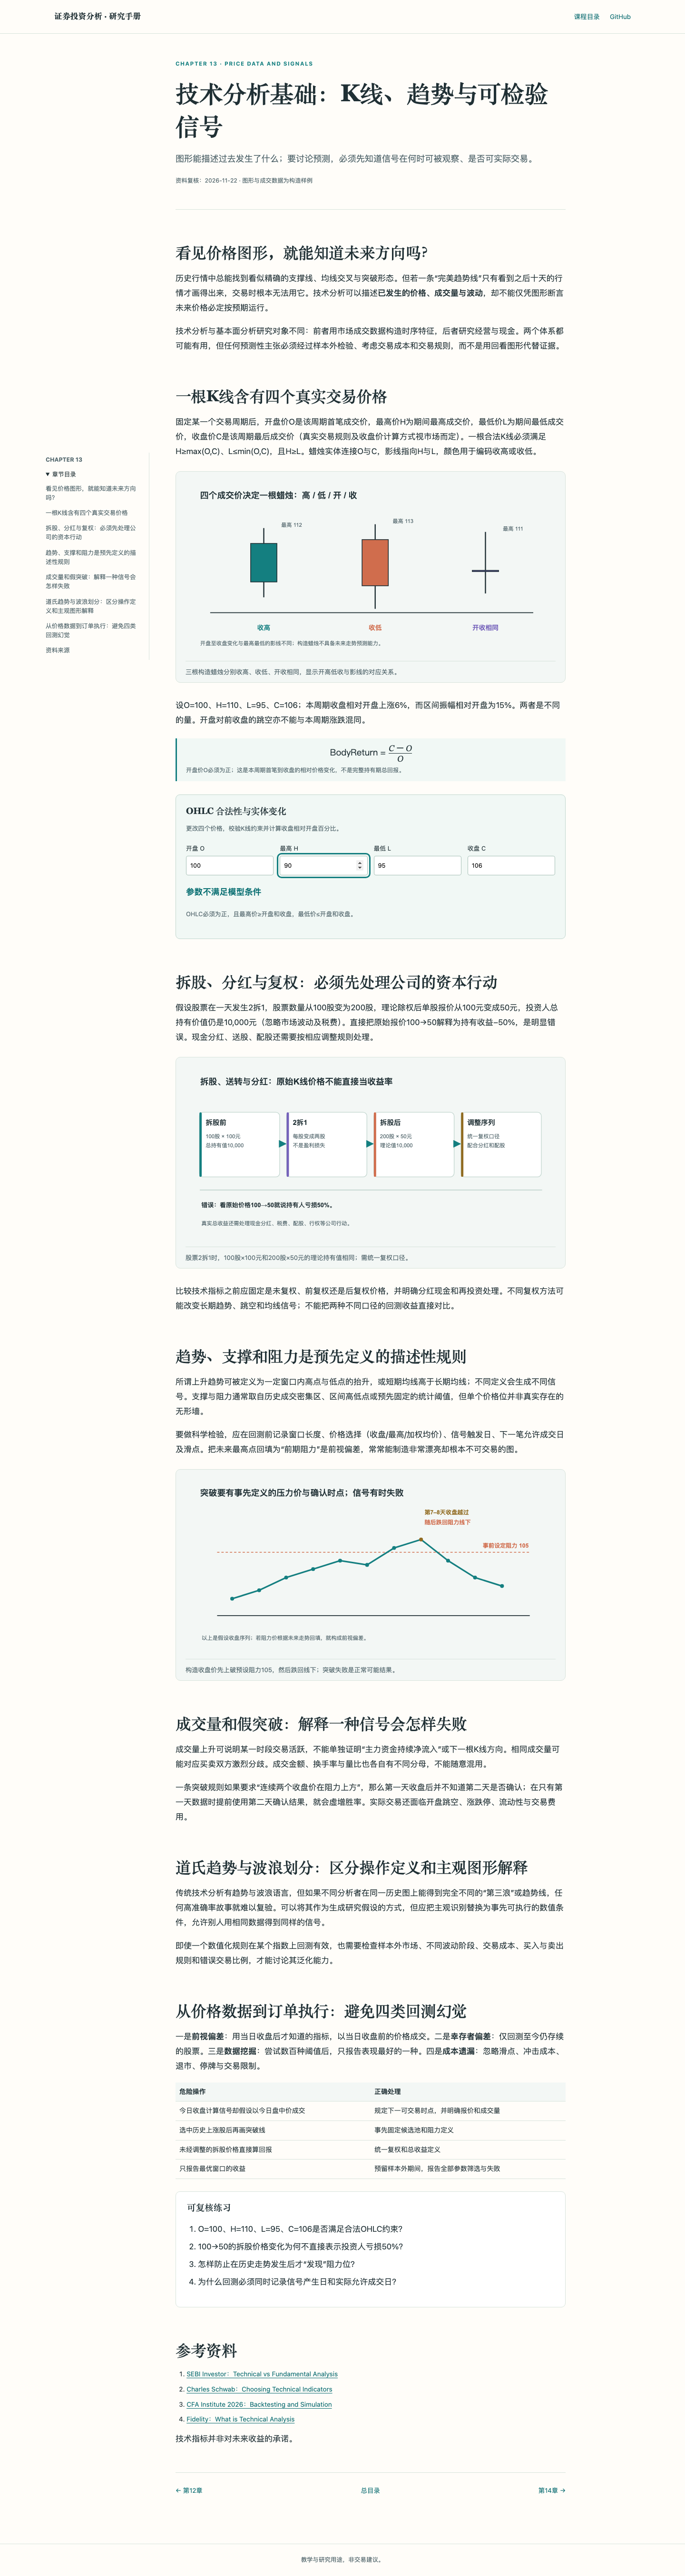 证券投资分析 · 研究手册
课程目录 GitHub
CHAPTER 13 · PRICE DATA AND SIGNALS
技术分析基础：K线、趋势与可检验
信号
图形能描述过去发生了什么；要讨论预测，必须先知道信号在何时可被观察、是否可实际交易。
资料复核：2026-11-22 · 图形与成交数据为构造样例
看见价格图形，就能知道未来方向吗?
历史行情中总能找到看似精确的支撑线、均线交叉与突破形态。但若一条“完美趋势线”只有看到之后十天的行
情才画得出来，交易时根本无法用它。技术分析可以描述已发生的价格、成交量与波动，却不能仅凭图形断言
未来价格必定按预期运行。
技术分析与基本面分析研究对象不同：前者用市场成交数据构造时序特征，后者研究经营与现金。两个体系都
可能有用，但任何预测性主张必须经过样本外检验、考虑交易成本和交易规则，而不是用回看图形代替证据。
CHAPTER 13
▼ 章节目录
看见价格图形，就能知道未来方向
吗?
一根K线含有四个真实交易价格
拆股、分红与复权：必须先处理公
司的资本行动
趋势、支撑和阻力是预先定义的描
述性规则
成交量和假突破：解释一种信号会
怎样失败
道氏趋势与波浪划分：区分操作定
义和主观图形解释
从价格数据到订单执行：避免四类
回测幻觉
资料来源
一根K线含有四个真实交易价格
固定某一个交易周期后，开盘价O是该周期首笔成交价，最高价H为期间最高成交价，最低价L为期间最低成交
价，收盘价C是该周期最后成交价（真实交易规则及收盘价计算方式视市场而定）。一根合法K线必须满足
H≥max(O,C)、L≤min(O,C)，且H≥L。蜡烛实体连接O与C，影线指向H与L，颜色用于编码收高或收低。
四个成交价决定一根蜡烛：高 / 低 / 开 / 收
最高 112
最高 113
最高 111
收高
收低
开收相同
开盘至收盘变化与最高最低的影线不同；构造蜡烛不具备未来走势预测能力。
三根构造蜡烛分别收高、收低、开收相同，显示开高低收与影线的对应关系。
设O=100、H=110、L=95、C=106；本周期收盘相对开盘上涨6%，而区间振幅相对开盘为15%。两者是不同
的量。开盘对前收盘的跳空亦不能与本周期涨跌混同。
BodyReturn = C − O / O
开盘价O必须为正；这是本周期首笔到收盘的相对价格变化，不是完整持有期总回报。
OHLC 合法性与实体变化
更改四个价格，校验K线约束并计算收盘相对开盘百分比。
开盘 O 最高 H 最低 L 收盘 C
100 90 95 106
参数不满足模型条件
OHLC必须为正，且最高价≥开盘和收盘，最低价≤开盘和收盘。
拆股、分红与复权：必须先处理公司的资本行动
假设股票在一天发生2拆1，股票数量从100股变为200股，理论除权后单股报价从100元变成50元，投资人总
持有价值仍是10,000元（忽略市场波动及税费）。直接把原始报价100→50解释为持有收益−50%，是明显错
误。现金分红、送股、配股还需要按相应调整规则处理。
拆股、送转与分红：原始K线价格不能直接当收益率
拆股前
100股 × 100元
总持有值10,000
2拆1
每股变成两股
不是盈利损失
拆股后
200股 × 50元
理论值10,000
调整序列
统一复权口径
配合分红和配股
错误：看原始价格100→50就说持有人亏损50%。
真实总收益还需处理现金分红、税费、配股、行权等公司行动。
股票2拆1时，100股×100元和200股×50元的理论持有值相同；需统一复权口径。
比较技术指标之前应固定是未复权、前复权还是后复权价格，并明确分红现金和再投资处理。不同复权方法可
能改变长期趋势、跳空和均线信号；不能把两种不同口径的回测收益直接对比。
趋势、支撑和阻力是预先定义的描述性规则
所谓上升趋势可被定义为一定窗口内高点与低点的抬升，或短期均线高于长期均线；不同定义会生成不同信
号。支撑与阻力通常取自历史成交密集区、区间高低点或预先固定的统计阈值，但单个价格位并非真实存在的
无形墙。
要做科学检验，应在回测前记录窗口长度、价格选择（收盘/最高/加权均价）、信号触发日、下一笔允许成交日
及滑点。把未来最高点回填为“前期阻力”是前视偏差，常常能制造非常漂亮却根本不可交易的图。
突破要有事先定义的压力价与确认时点；信号有时失败
第7–8天收盘越过
随后跌回阻力线下
事前设定阻力 105
以上是假设收盘序列；若阻力价根据未来走势回填，就构成前视偏差。
构造收盘价先上破预设阻力105，然后跌回线下；突破失败是正常可能结果。
成交量和假突破：解释一种信号会怎样失败
成交量上升可说明某一时段交易活跃，不能单独证明“主力资金持续净流入”或下一根K线方向。相同成交量可
能对应买卖双方激烈分歧。成交金额、换手率与量比也各自有不同分母，不能随意混用。
一条突破规则如果要求“连续两个收盘价在阻力上方”，那么第一天收盘后并不知道第二天是否确认；在只有第
一天数据时提前使用第二天确认结果，就会虚增胜率。实际交易还面临开盘跳空、涨跌停、流动性与交易费
用。
道氏趋势与波浪划分：区分操作定义和主观图形解释
传统技术分析有趋势与波浪语言，但如果不同分析者在同一历史图上能得到完全不同的“第三浪”或趋势线，任
何高准确率故事就难以复验。可以将其作为生成研究假设的方式，但应把主观识别替换为事先可执行的数值条
件，允许别人用相同数据得到同样的信号。
即使一个数值化规则在某个指数上回测有效，也需要检查样本外市场、不同波动阶段、交易成本、买入与卖出
规则和错误交易比例，才能讨论其泛化能力。
从价格数据到订单执行：避免四类回测幻觉
一是前视偏差：用当日收盘后才知道的指标，以当日收盘前的价格成交。二是幸存者偏差：仅回测至今仍存续
的股票。三是数据挖掘：尝试数百种阈值后，只报告表现最好的一种。四是成本遗漏：忽略滑点、冲击成本、
退市、停牌与交易限制。
危险操作 正确处理
今日收盘计算信号却假设以今日盘中价成交 规定下一可交易时点，并明确报价和成交量
选中历史上涨股后再画突破线 事先固定候选池和阻力定义
未经调整的拆股价格直接算回报 统一复权和总收益定义
只报告最优窗口的收益 预留样本外期间，报告全部参数筛选与失败
可复核练习
1. O=100、H=110、L=95、C=106是否满足合法OHLC约束?
2. 100→50的拆股价格变化为何不直接表示投资人亏损50%?
3. 怎样防止在历史走势发生后才“发现”阻力位?
4. 为什么回测必须同时记录信号产生日和实际允许成交日?
参考资料
1. SEBI Investor：Technical vs Fundamental Analysis
2. Charles Schwab：Choosing Technical Indicators
3. CFA Institute 2026：Backtesting and Simulation
4. Fidelity：What is Technical Analysis
技术指标并非对未来收益的承诺。
← 第12章 总目录 第14章 →
教学与研究用途，非交易建议。